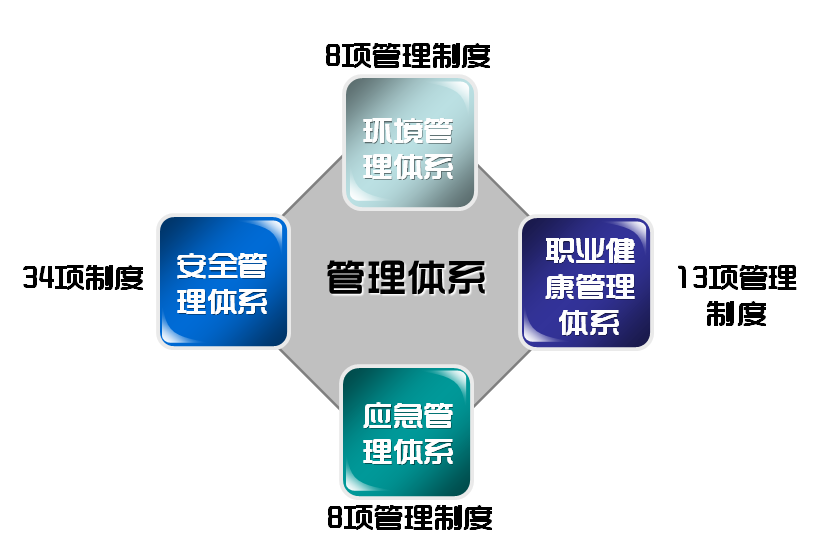 8项管理制度
环境管
理体系
34项制度
安全管
理体系
管理体系
职业健
康管理
体系
13项管理
制度
应急管
理体系
8项管理制度